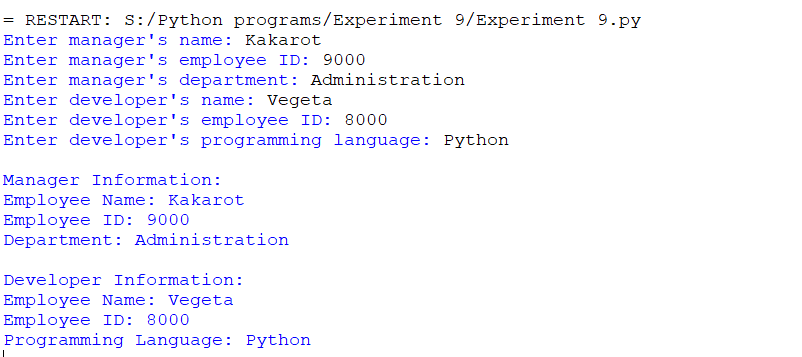 = RESTART: S:/Python programs/Experiment 9/Experiment 9.py
Enter manager's name: Kakarot
Enter manager's employee ID: 9000
Enter manager's department: Administration
Enter developer's name: Vegeta
Enter developer's employee ID: 8000
Enter developer's programming language: Python

Manager Information:
Employee Name: Kakarot
Employee ID: 9000
Department: Administration

Developer Information:
Employee Name: Vegeta
Employee ID: 8000
Programming Language: Python